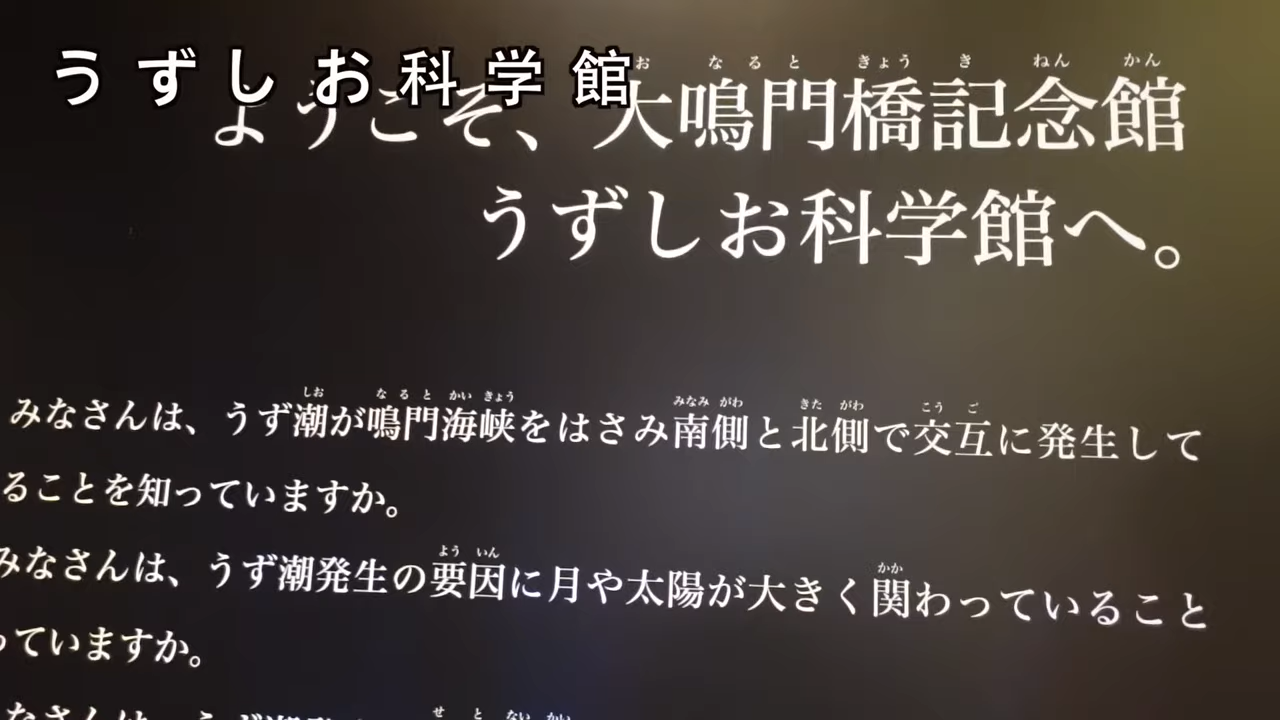 うずしお科学館
ようこそ、大鳴門橋記念館
うずしお科学館へ。
みなさんは、うず潮が鳴門海峡をはさみ南側と北側で交互に発生して
ることを知っていますか。
みなさんは、うず潮発生の要因に月や太陽が大きく関わっていること
っていますか。